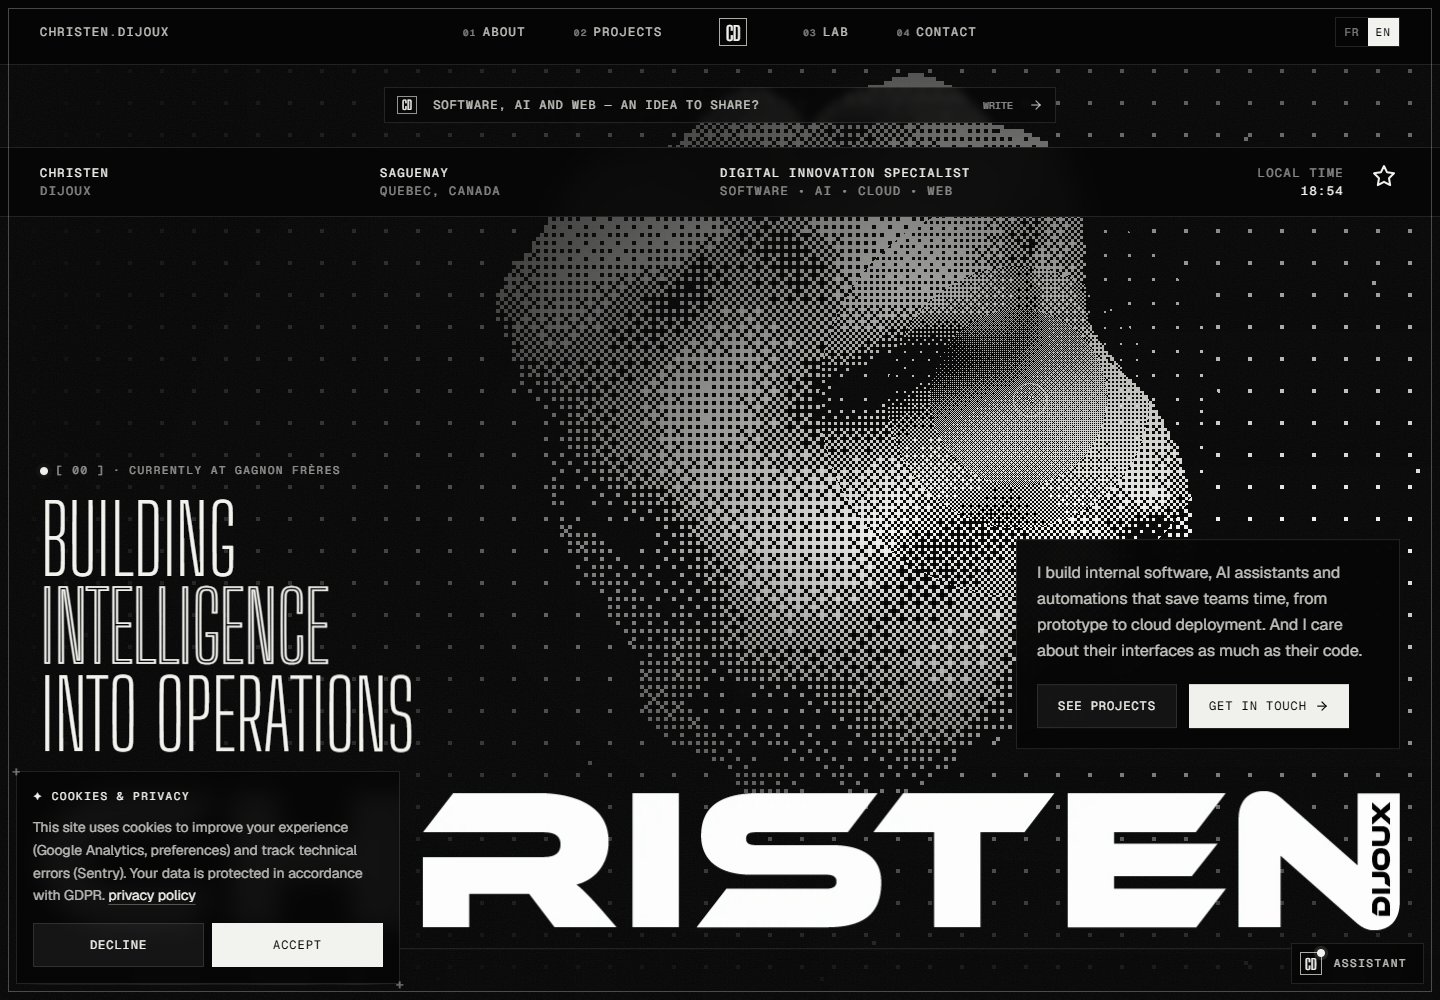 CHRISTEN.DIJOUX
01 ABOUT
02 PROJECTS
CD
03 LAB
04 CONTACT
FR EN
CD SOFTWARE, AI AND WEB — AN IDEA TO SHARE? WRITE →
CHRISTEN
DIJOUX
SAGUENAY
QUEBEC, CANADA
DIGITAL INNOVATION SPECIALIST
SOFTWARE • AI • CLOUD • WEB
LOCAL TIME
18:54
[ 00 ] · CURRENTLY AT GAGNON FRÈRES
BUILDING
INTELLIGENCE
INTO OPERATIONS
I build internal software, AI assistants and
automations that save teams time, from
prototype to cloud deployment. And I care
about their interfaces as much as their code.
SEE PROJECTS
GET IN TOUCH →
✦ COOKIES & PRIVACY
This site uses cookies to improve your experience
(Google Analytics, preferences) and track technical
errors (Sentry). Your data is protected in accordance
with GDPR. privacy policy
DECLINE
ACCEPT
RISTEN
DIJOUX
CD ASSISTANT